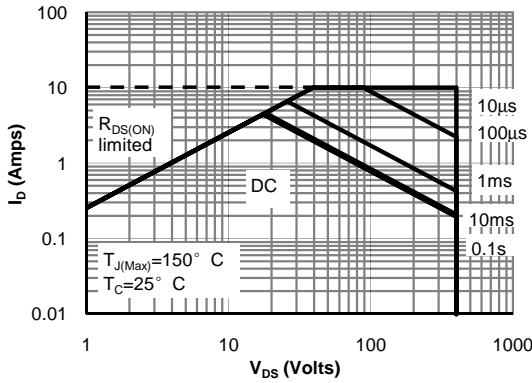 100
10
1
0.1
0.01
I_D (Amps)
R_DS(ON)
limited
DC
10µs
100µs
1ms
10ms
0.1s
T_J(Max)=150° C
T_C=25° C
1
10
100
1000
V_DS (Volts)